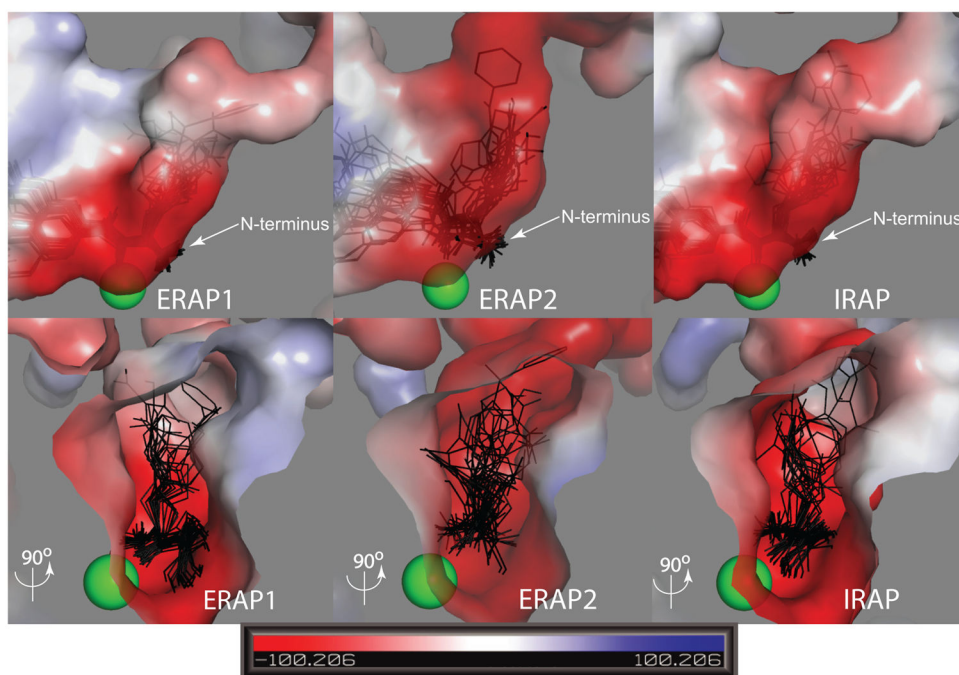 N-terminus
N-terminus
N-terminus
ERAP1
ERAP2
IRAP
90°
90°
90°
ERAP1
ERAP2
IRAP
-100.206
100.206